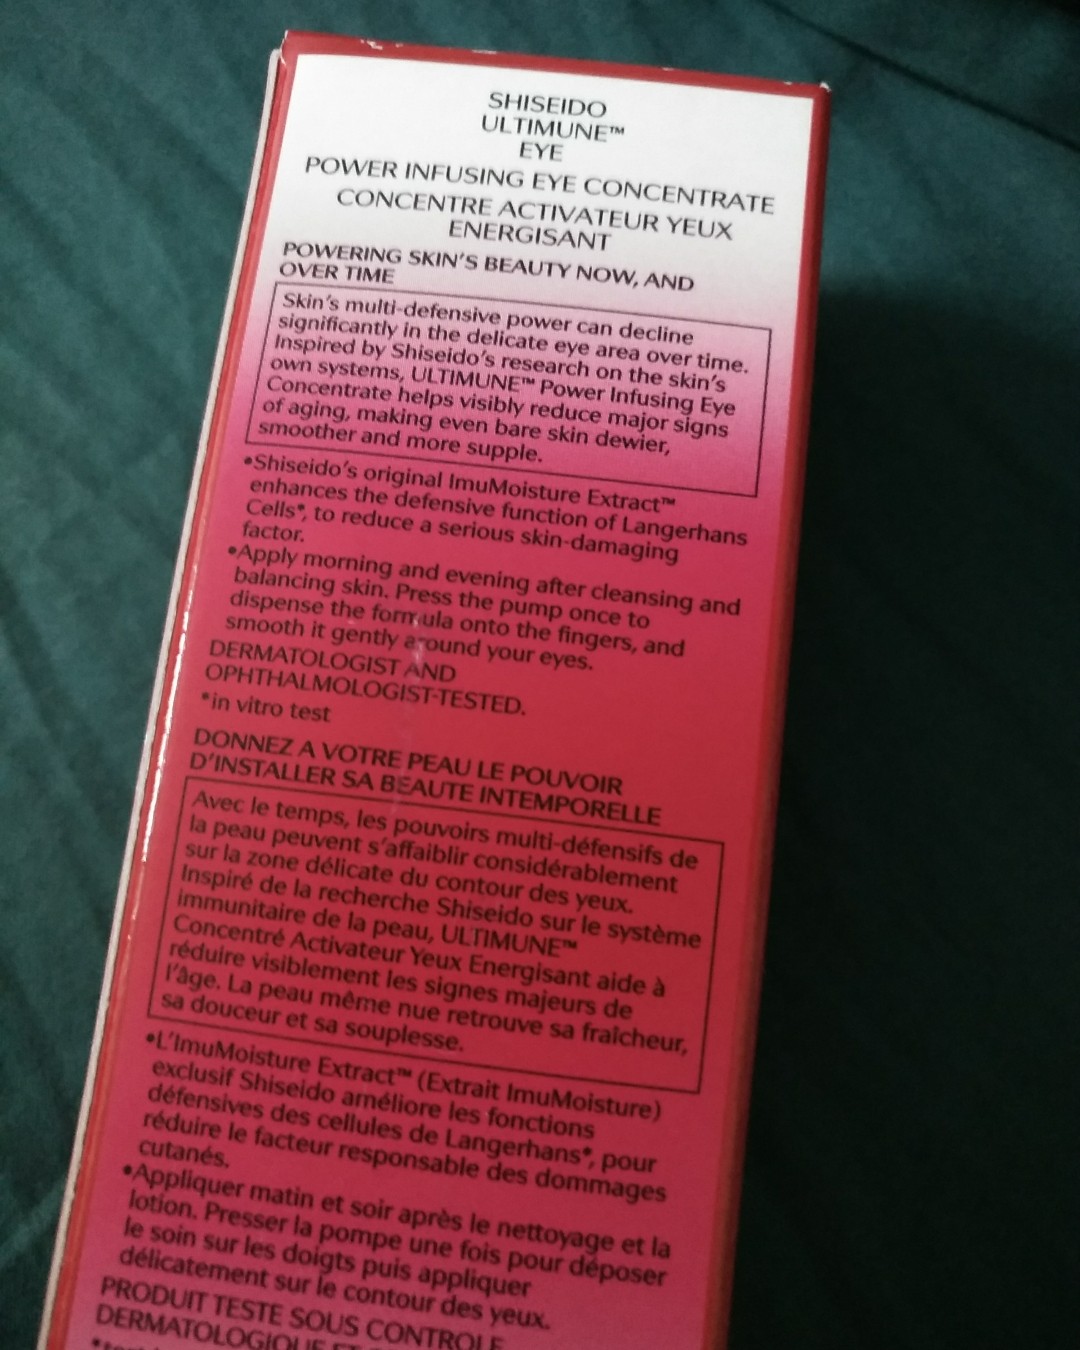 SHISEIDO
ULTIMUNE™
EYE
POWER INFUSING EYE CONCENTRATE
CONCENTRE ACTIVATEUR YEUX
ENERGISANT
POWERING SKIN'S BEAUTY NOW, AND
OVER TIME
Skin's multi-defensive power can decline
significantly in the delicate eye area over time.
Inspired by Shiseido's research on the skin's
own systems, ULTIMUNE™ Power Infusing Eye
Concentrate helps visibly reduce major signs
of aging, making even bare skin dewier,
smoother and more supple.
•Shiseido's original ImuMoisture Extract™
enhances the defensive function of Langerhans
Cells*, to reduce a serious skin-damaging
factor.
•Apply morning and evening after cleansing and
balancing skin. Press the pump once to
dispense the formula onto the fingers, and
smooth it gently around your eyes.
DERMATOLOGIST AND
OPHTHALMOLOGIST-TESTED.
*in vitro test
DONNEZ A VOTRE PEAU LE POUVOIR
D'INSTALLER SA BEAUTE INTEMPORELLE
Avec le temps, les pouvoirs multi-défensifs de
la peau peuvent s'affaiblir considérablement
sur la zone délicate du contour des yeux.
Inspiré de la recherche Shiseido sur le système
immunitaire de la peau, ULTIMUNE™
Concentré Activateur Yeux Energisant aide à
réduire visiblement les signes majeurs de
l'âge. La peau même nue retrouve sa fraîcheur,
sa douceur et sa souplesse.
•L'ImuMoisture Extract™ (Extrait ImuMoisture)
exclusif Shiseido améliore les fonctions
défensives des cellules de Langerhans*, pour
réduire le facteur responsable des dommages
cutanés.
•Appliquer matin et soir après le nettoyage et la
lotion. Presser la pompe une fois pour déposer
le soin sur les doigts puis appliquer
délicatement sur le contour des yeux.
PRODUIT TESTE SOUS CONTROLE
DERMATOLOGIQUE ET